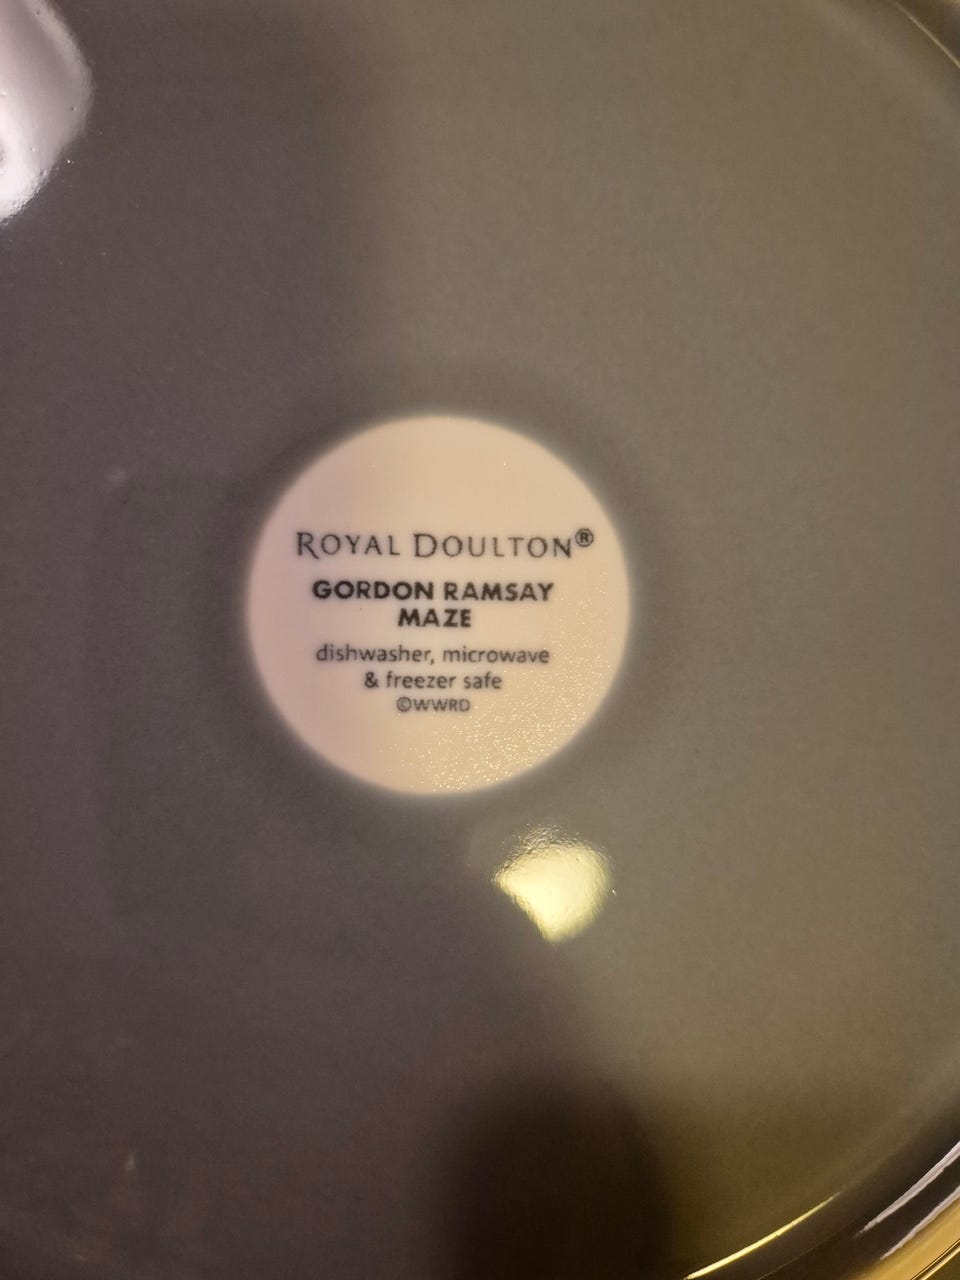 ROYAL DOULTON®
GORDON RAMSAY
MAZE
dishwasher, microwave
& freezer safe
©WWRD